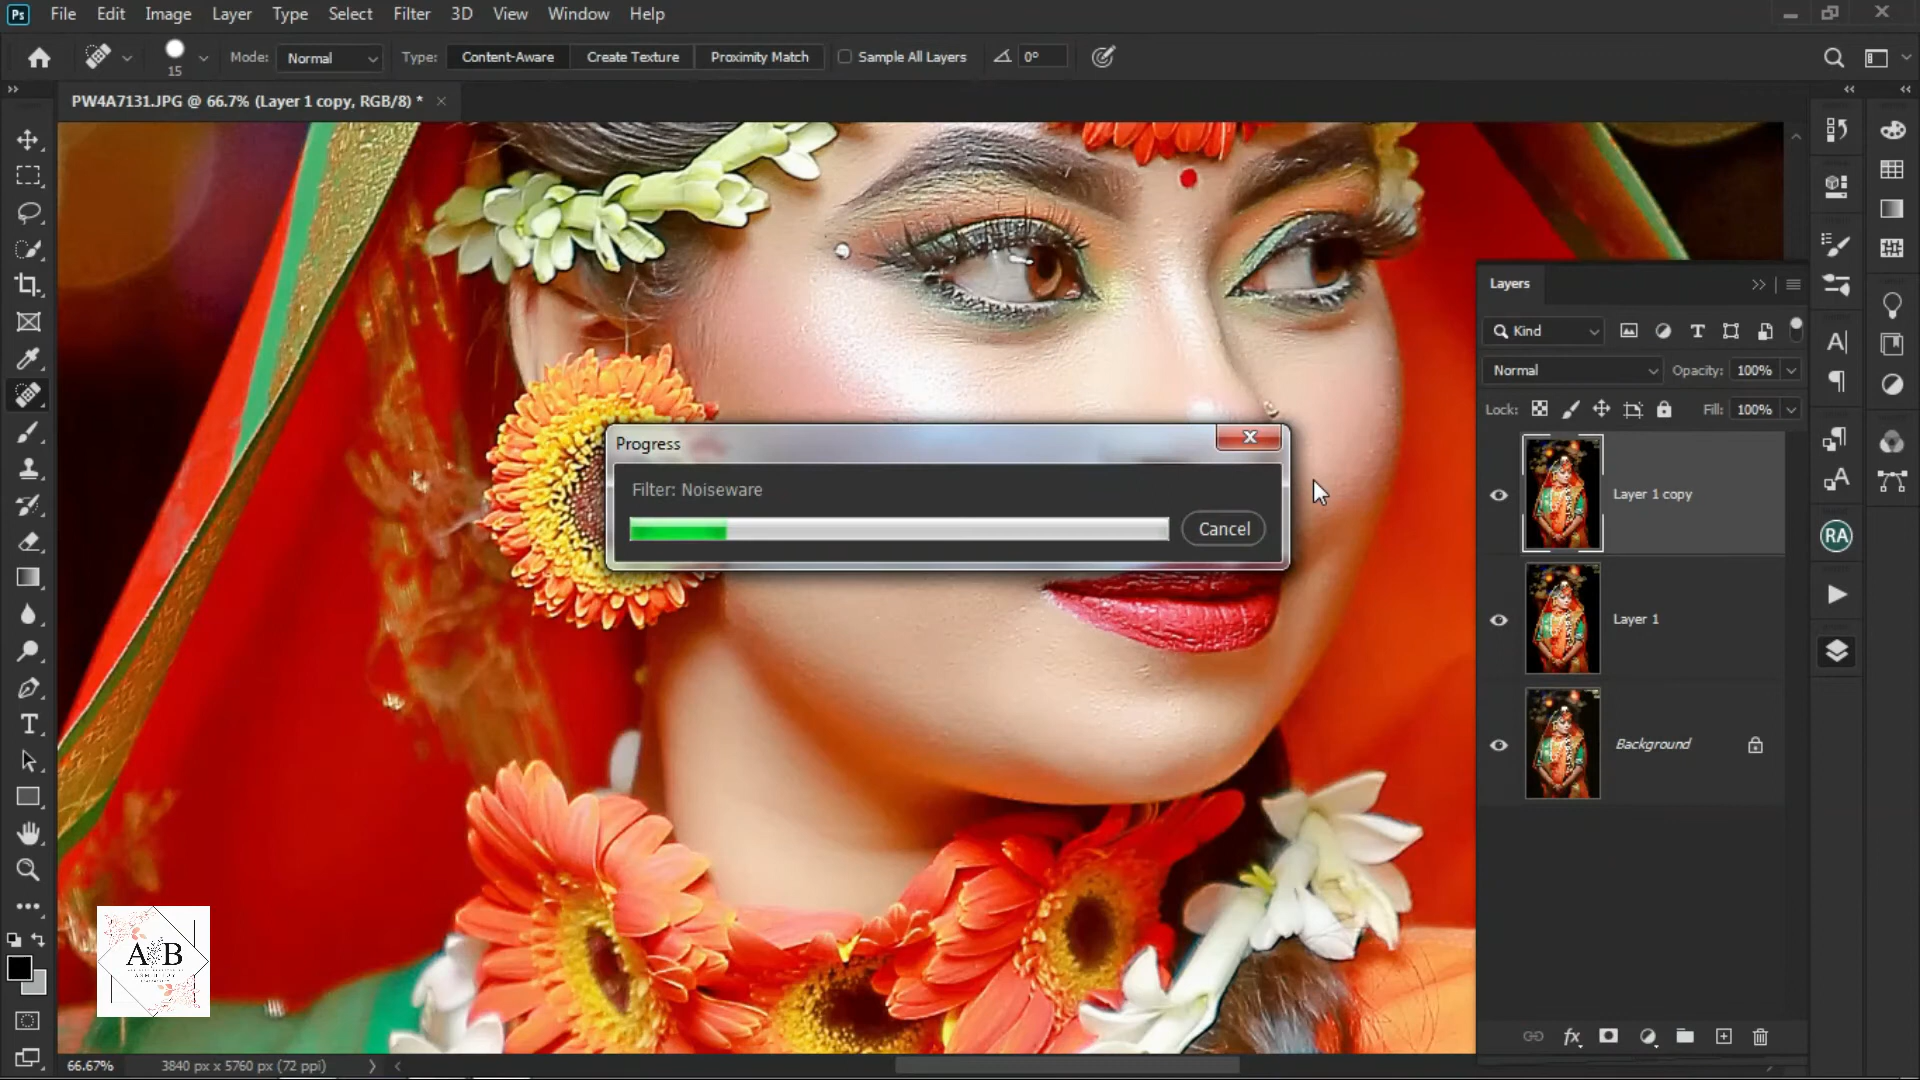 Ps File Edit Image Layer Type Select Filter 3D View Window Help
15 Mode: Normal Type: Content-Aware Create Texture Proximity Match Sample All Layers 0°
PW4A7131.JPG @ 66.7% (Layer 1 copy, RGB/8) *
Layers
Kind
Normal Opacity: 100%
Lock: Fill: 100%
Progress
Filter: Noiseware
Cancel
Layer 1 copy
RA
Layer 1
Background
A B
66.67% 3840 px x 5760 px (72 ppi)